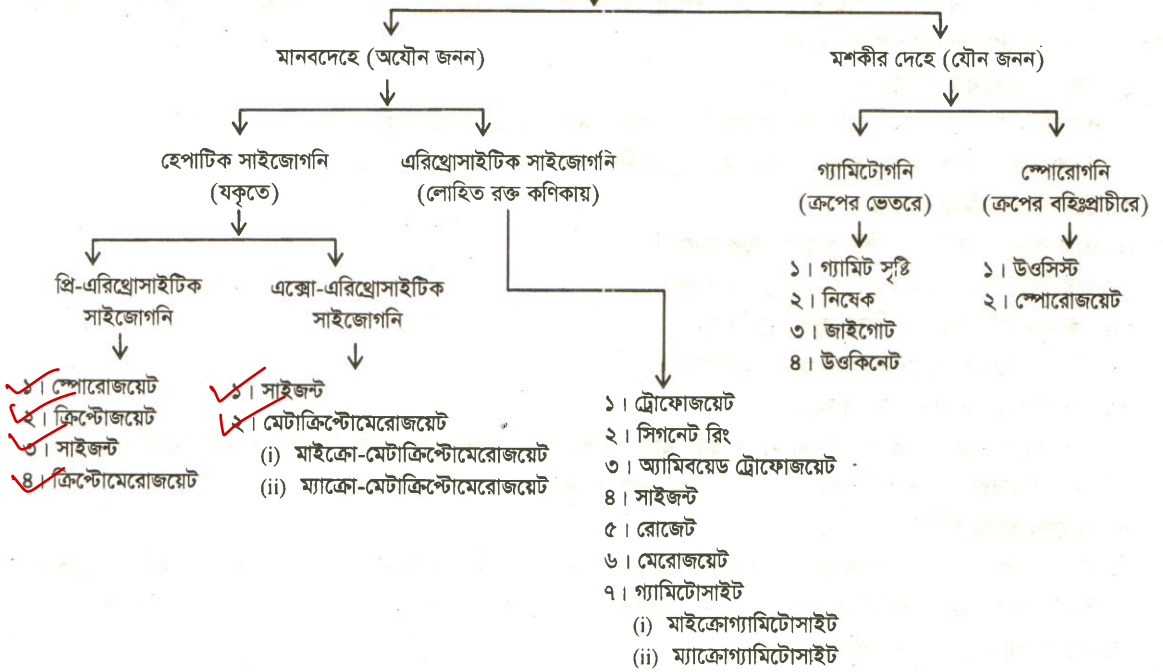 মানবদেহে (অযৌন জনন)
মশকীর দেহে (যৌন জনন)
হেপাটিক সাইজোগনি
(যকৃতে)
এরিথ্রোসাইটিক সাইজোগনি
(লোহিত রক্ত কণিকায়)
গ্যামিটোগনি
(ক্রপের ভেতরে)
স্পোরোগনি
(ক্রপের বহিঃপ্রাচীরে)
প্রি-এরিথ্রোসাইটিক
সাইজোগনি
এক্সো-এরিথ্রোসাইটিক
সাইজোগনি
১। গ্যামিট সৃষ্টি
২। নিষেক
৩। জাইগোট
৪। উওকিনেট
১। উওসিস্ট
২। স্পোরোজয়েট
১। স্পোরোজয়েট
২। ক্রিপ্টোজয়েট
৩। সাইজন্ট
৪। ক্রিপ্টোমেরোজয়েট
১। সাইজন্ট
২। মেটাক্রিপ্টোমেরোজয়েট
(i) মাইক্রো-মেটাক্রিপ্টোমেরোজয়েট
(ii) ম্যাক্রো-মেটাক্রিপ্টোমেরোজয়েট
১। ট্রোফোজয়েট
২। সিগনেট রিং
৩। অ্যামিবয়েড ট্রোফোজয়েট
৪। সাইজন্ট
৫। রোজেট
৬। মেরোজয়েট
৭। গ্যামিটোসাইট
(i) মাইক্রোগ্যামিটোসাইট
(ii) ম্যাক্রোগ্যামিটোসাইট